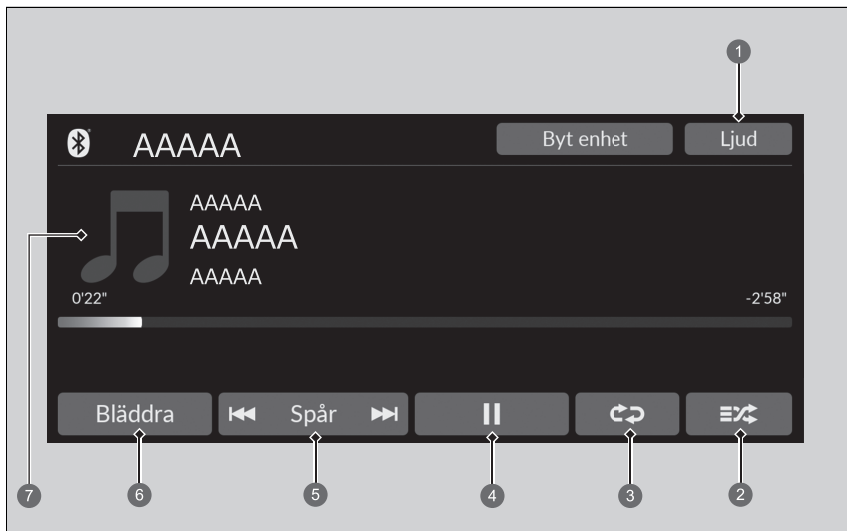 1
AAAAA
Byt enhet
Ljud
AAAAA
AAAAA
AAAAA
7
0'22"
-2'58"
Bläddra
Spår
6
5
4
3
2